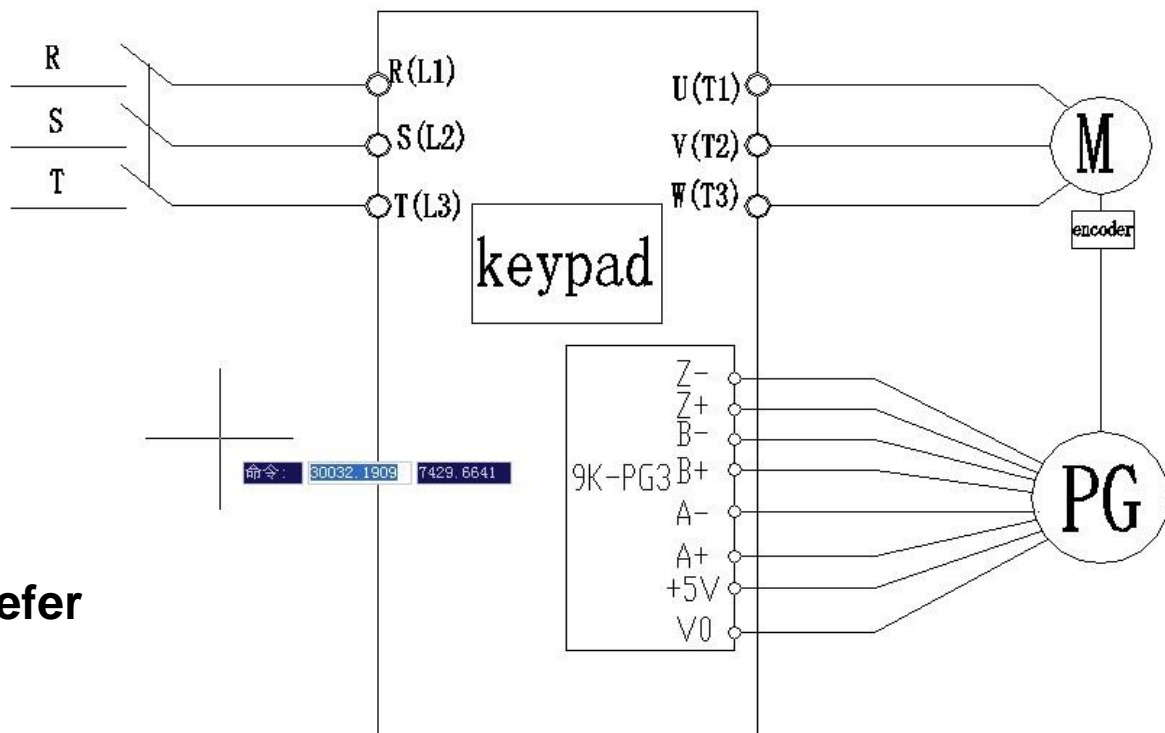 R
S
T
R(L1)
S(L2)
T(L3)
U(T1)
V(T2)
W(T3)
M
encoder
keypad
Z-
Z+
B-
9K-PG3 B+
A-
A+
+5V
V0
PG
命令: 30032.1909 7429.6641
efer